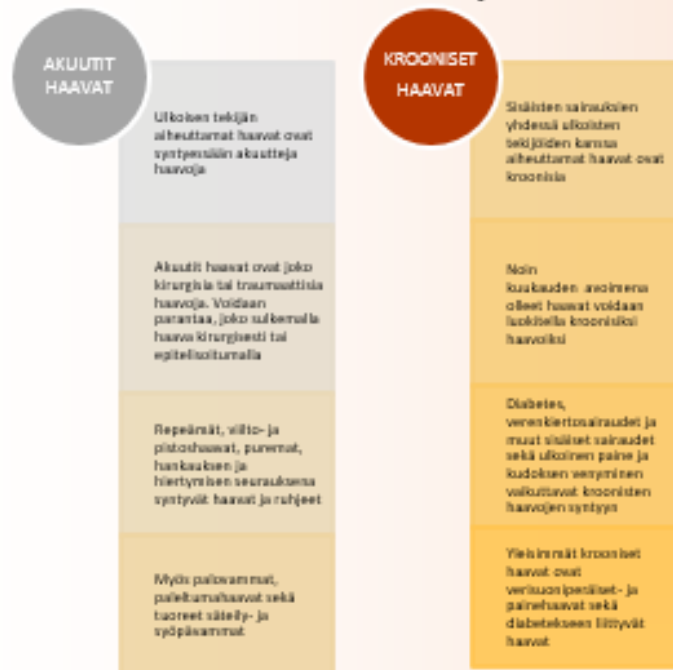 AKUUTIT
HAAVAT
Ulkoisen tekijän
aiheuttamat haavat ovat
syntyessään akuutteja
haavoja
Akuutit haavat ovat joko
kirurgisia tai traumaattisia
haavoja. Voidaan
parantaa, joko sulkemalla
haava kirurgisesti tai
epitelisoitumalla
Repeämät, viilto- ja
pistoshaavat, puremat,
hankauksen ja
hiertymisen seurauksena
syntyvät haavat ja ruhjeet
Myös palovammat,
paleltumahaavat sekä
tuoreet säteily- ja
syöpävammat
KROONISET
HAAVAT
Sisäisten sairauksien
yhdessä ulkoisten
tekijöiden kanssa
aiheuttamat haavat ovat
kroonisia
Noin
kuukauden avoimena
olleet haavat voidaan
luokitella kroonisiksi
haavoiksi
Diabetes,
verenkiertosairaudet ja
muut sisäiset sairaudet
sekä ulkoinen paine ja
kudoksen venyminen
vaikuttavat kroonisten
haavojen syntyyn
Yleisimmät krooniset
haavat ovat
verisuoniperäiset- ja
painehaavat sekä
diabetekseen liittyvät
haavat